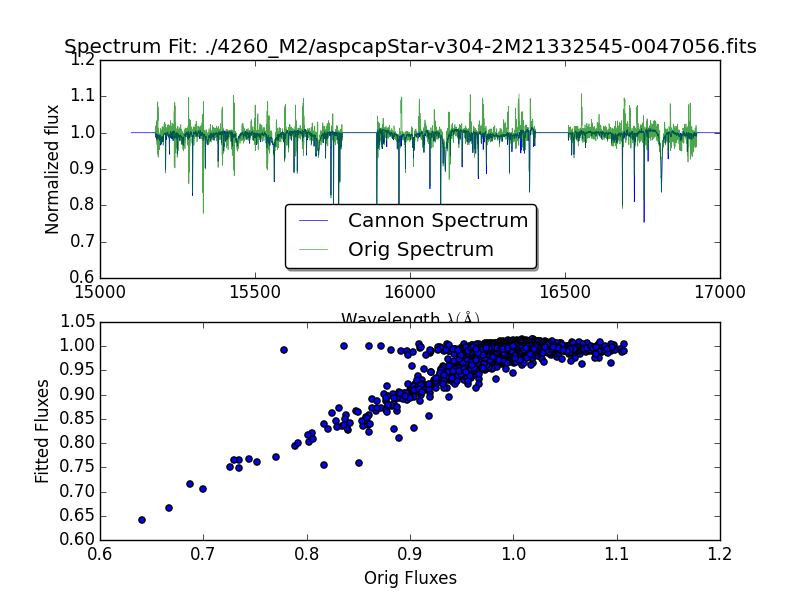 Spectrum Fit: ./4260_M2/aspcapStar-v304-2M21332545-0047056.fits
1.2
1.1
1.0
0.9
0.8
0.7
0.6
Normalized flux
Cannon Spectrum
Orig Spectrum
15000 15500 16000 16500 17000
Wavelength λ(Å)
1.05
1.00
0.95
0.90
0.85
0.80
0.75
0.70
0.65
0.60
Fitted Fluxes
0.6 0.7 0.8 0.9 1.0 1.1 1.2
Orig Fluxes